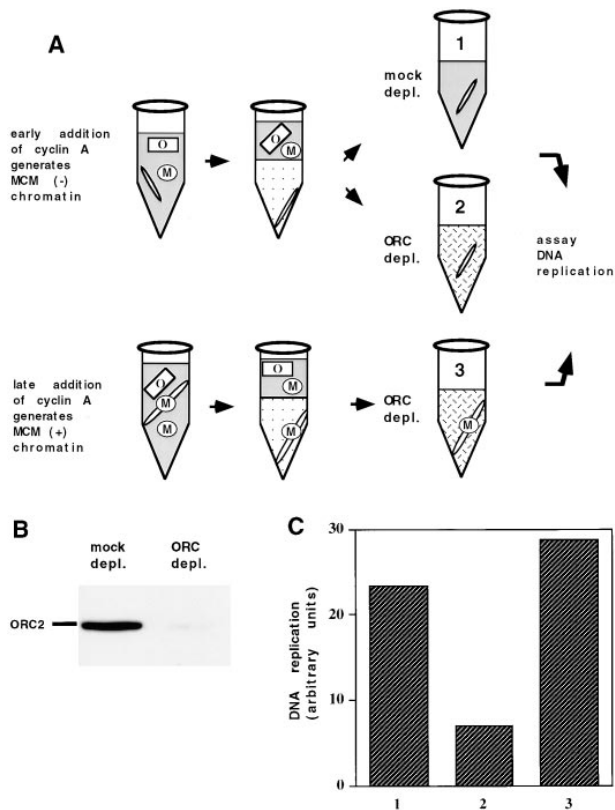 A
early addition
of cyclin A
generates
MCM (-)
chromatin
O
M
O
M
mock
depl.
1
ORC
depl.
2
assay
DNA
replication
late addition
of cyclin A
generates
MCM (+)
chromatin
O
M
M
O
M
M
ORC
depl.
3
M
B
mock
depl.
ORC
depl.
ORC2
C
DNA replication
(arbitrary units)
30
20
10
0
1
2
3